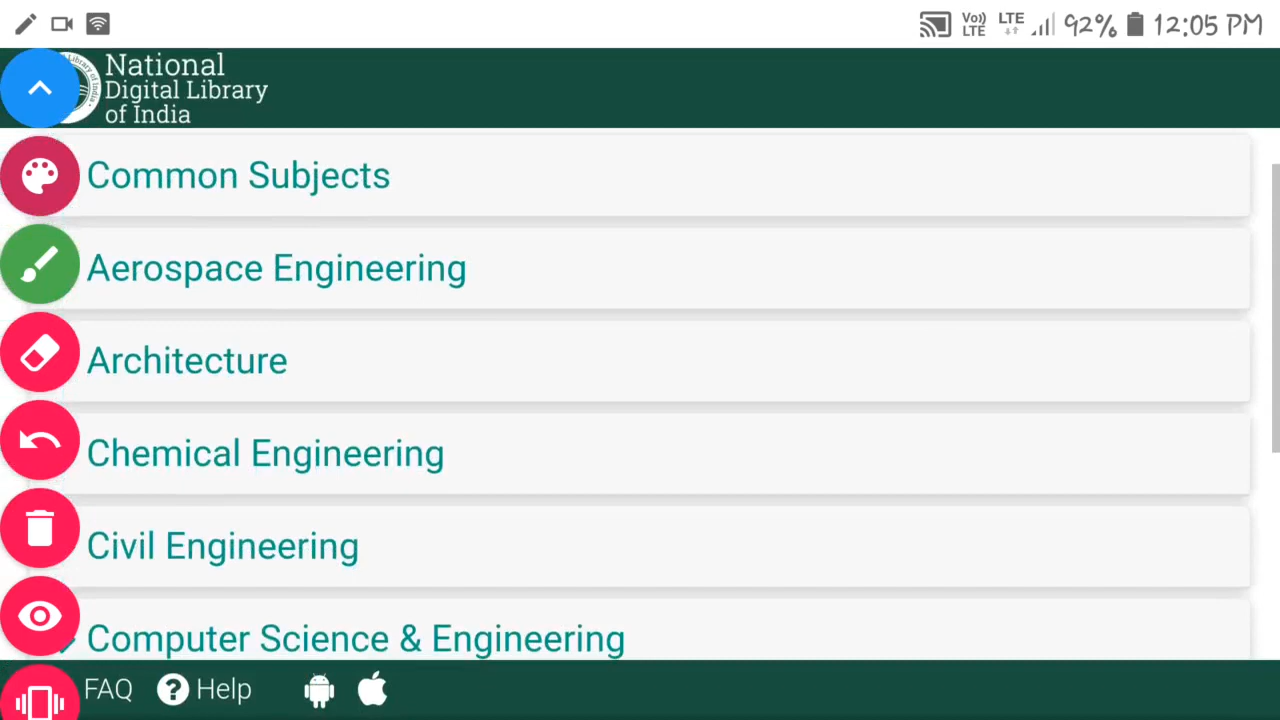 Vo)) LTE LTE 92% 12:05 PM
National
Digital Library
of India
Common Subjects
Aerospace Engineering
Architecture
Chemical Engineering
Civil Engineering
Computer Science & Engineering
FAQ ? Help